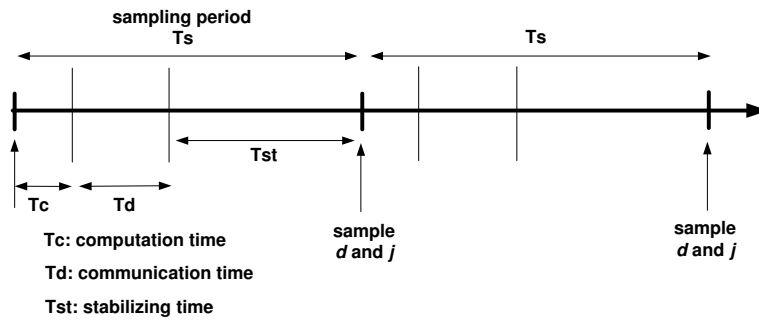 sampling period
Ts
Ts
Tst
Tc
Td
sample
d and j
sample
d and j
Tc: computation time
Td: communication time
Tst: stabilizing time